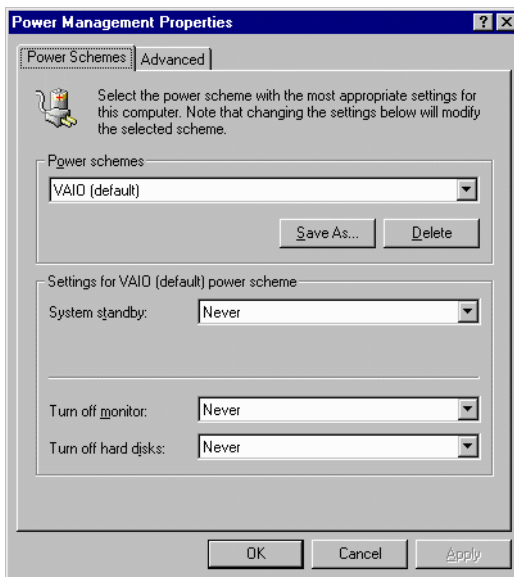 Power Management Properties
Power Schemes
Advanced
Select the power scheme with the most appropriate settings for
this computer. Note that changing the settings below will modify
the selected scheme.
Power schemes
VAIO (default)
Save As...
Delete
Settings for VAIO (default) power scheme
System standby:
Never
Turn off monitor:
Never
Turn off hard disks:
Never
OK
Cancel
Apply